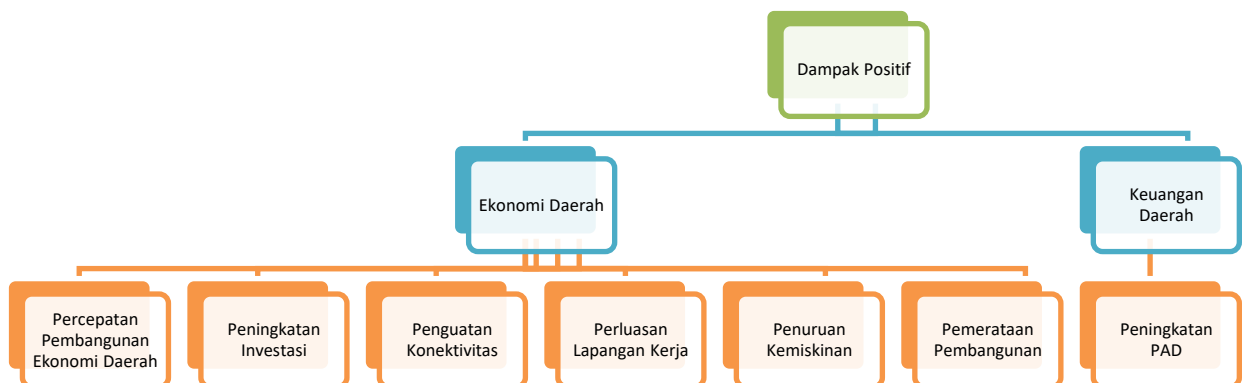 Dampak Positif
Ekonomi Daerah
Keuangan
Daerah
Percepatan
Pembangunan
Ekonomi Daerah
Peningkatan
Investasi
Penguatan
Konektivitas
Perluasan
Lapangan Kerja
Penuruan
Kemiskinan
Pemerataan
Pembangunan
Peningkatan
PAD